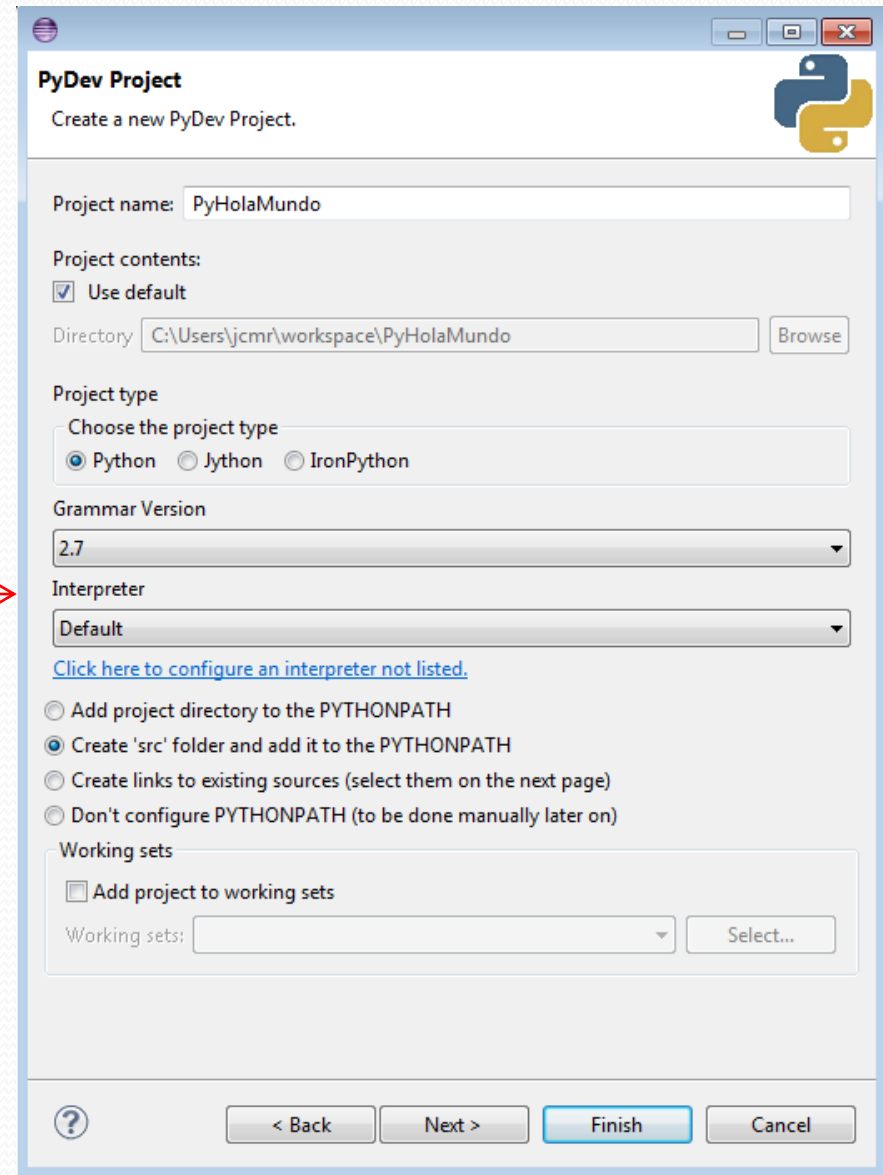 PyDev Project
Create a new PyDev Project.
Project name: PyHolaMundo
Project contents:
Use default
Directory C:\Users\jcmr\workspace\PyHolaMundo Browse
Project type
Choose the project type
Python Jython IronPython
Grammar Version
2.7
Interpreter
Default
Click here to configure an interpreter not listed.
Add project directory to the PYTHONPATH
Create 'src' folder and add it to the PYTHONPATH
Create links to existing sources (select them on the next page)
Don't configure PYTHONPATH (to be done manually later on)
Working sets
Add project to working sets
Working sets: Select...
? < Back Next > Finish Cancel